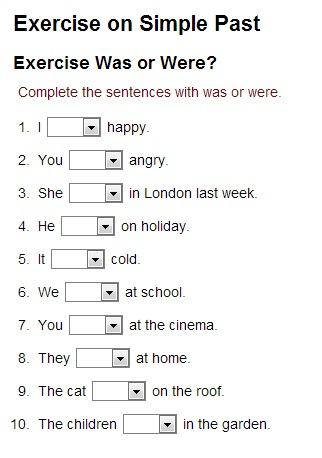 Exercise on Simple Past
Exercise Was or Were?
Complete the sentences with was or were.
1. I happy.
2. You angry.
3. She in London last week.
4. He on holiday.
5. It cold.
6. We at school.
7. You at the cinema.
8. They at home.
9. The cat on the roof.
10. The children in the garden.